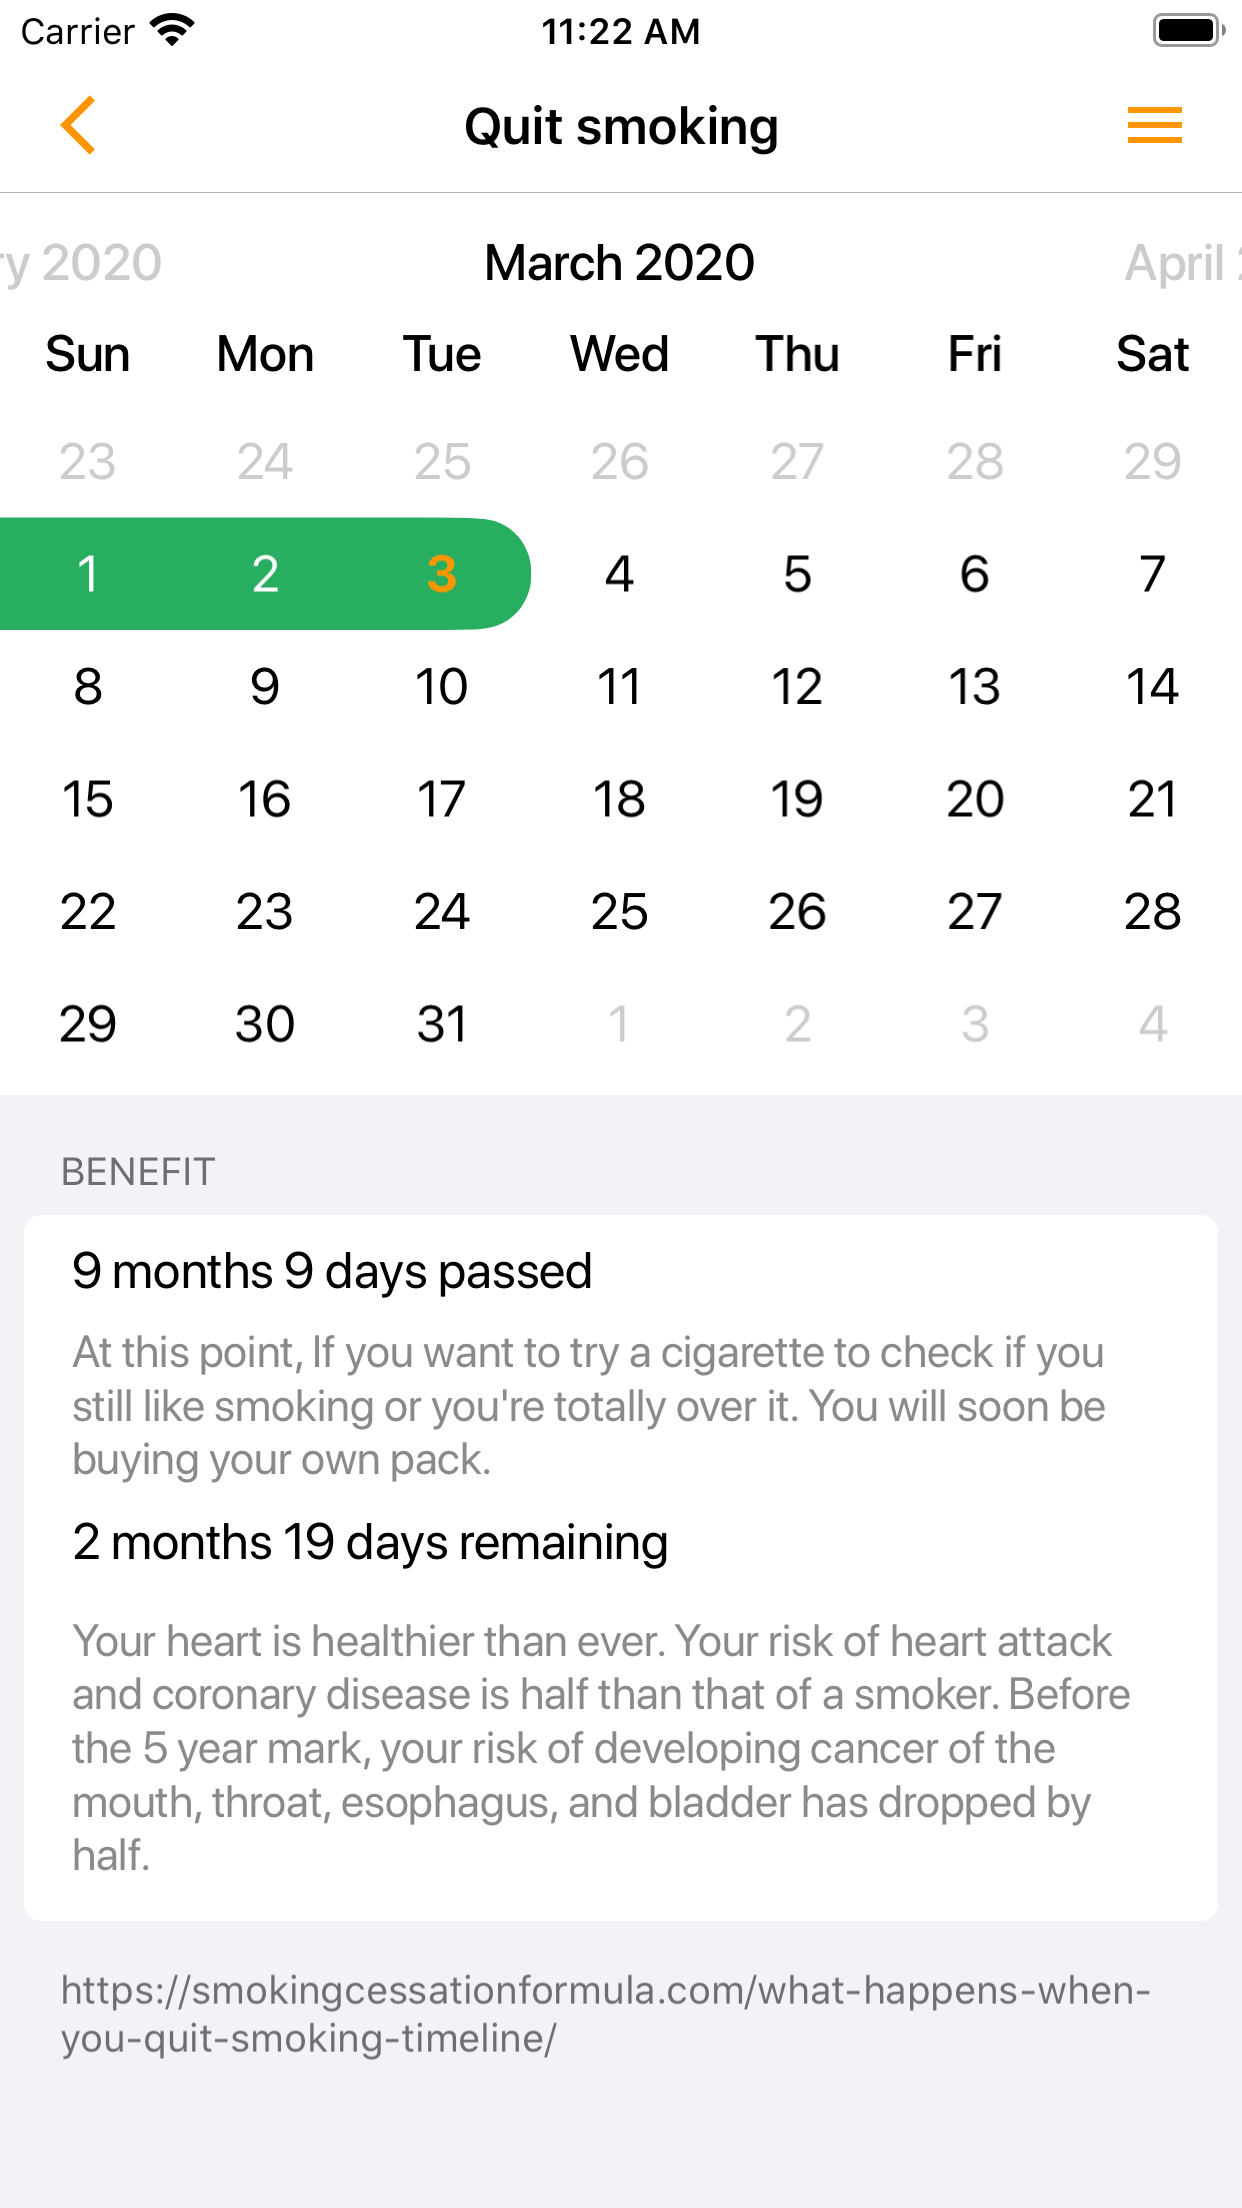 Carrier 11:22 AM
Quit smoking
ry 2020 March 2020 April
Sun Mon Tue Wed Thu Fri Sat
23 24 25 26 27 28 29
1 2 3 4 5 6 7
8 9 10 11 12 13 14
15 16 17 18 19 20 21
22 23 24 25 26 27 28
29 30 31 1 2 3 4
BENEFIT
9 months 9 days passed
At this point, If you want to try a cigarette to check if you
still like smoking or you're totally over it. You will soon be
buying your own pack.
2 months 19 days remaining
Your heart is healthier than ever. Your risk of heart attack
and coronary disease is half than that of a smoker. Before
the 5 year mark, your risk of developing cancer of the
mouth, throat, esophagus, and bladder has dropped by
half.
https://smokingcessationformula.com/what-happens-when-
you-quit-smoking-timeline/